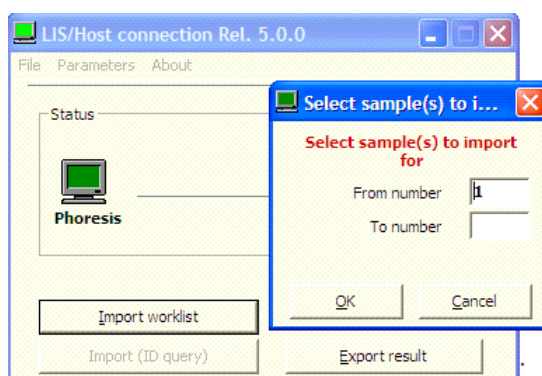 LIS/Host connection Rel. 5.0.0
File Parameters About
Status
Phoresis
Select sample(s) to i...
Select sample(s) to import
for
From number 1
To number
OK Cancel
Import worklist
Import (ID query) Export result
.